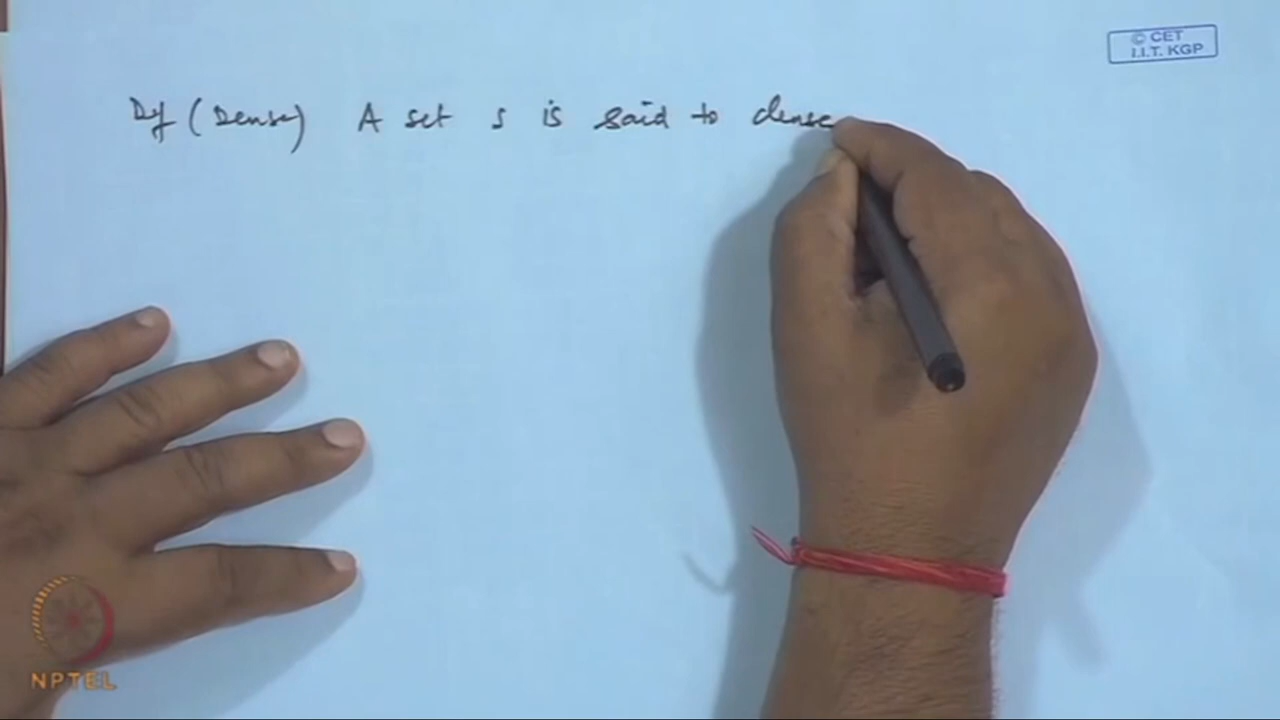 © CET
I.I.T. KGP
Def (Dense) A set S is said to dense
NPTEL